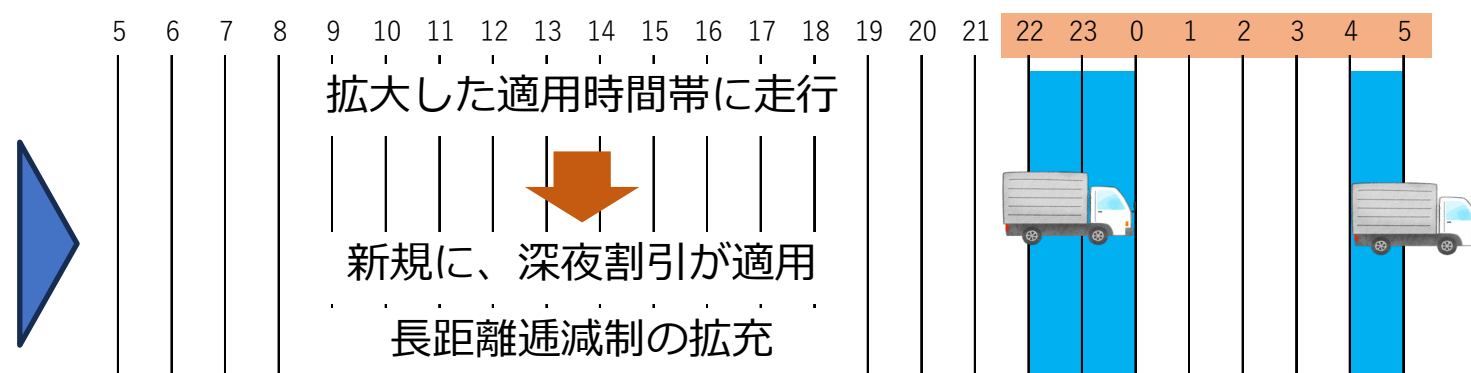 5 6 7 8 9 10 11 12 13 14 15 16 17 18 19 20 21 22 23 0 1 2 3 4 5
拡大した適用時間帯に走行
新規に、深夜割引が適用
長距離逓減制の拡充